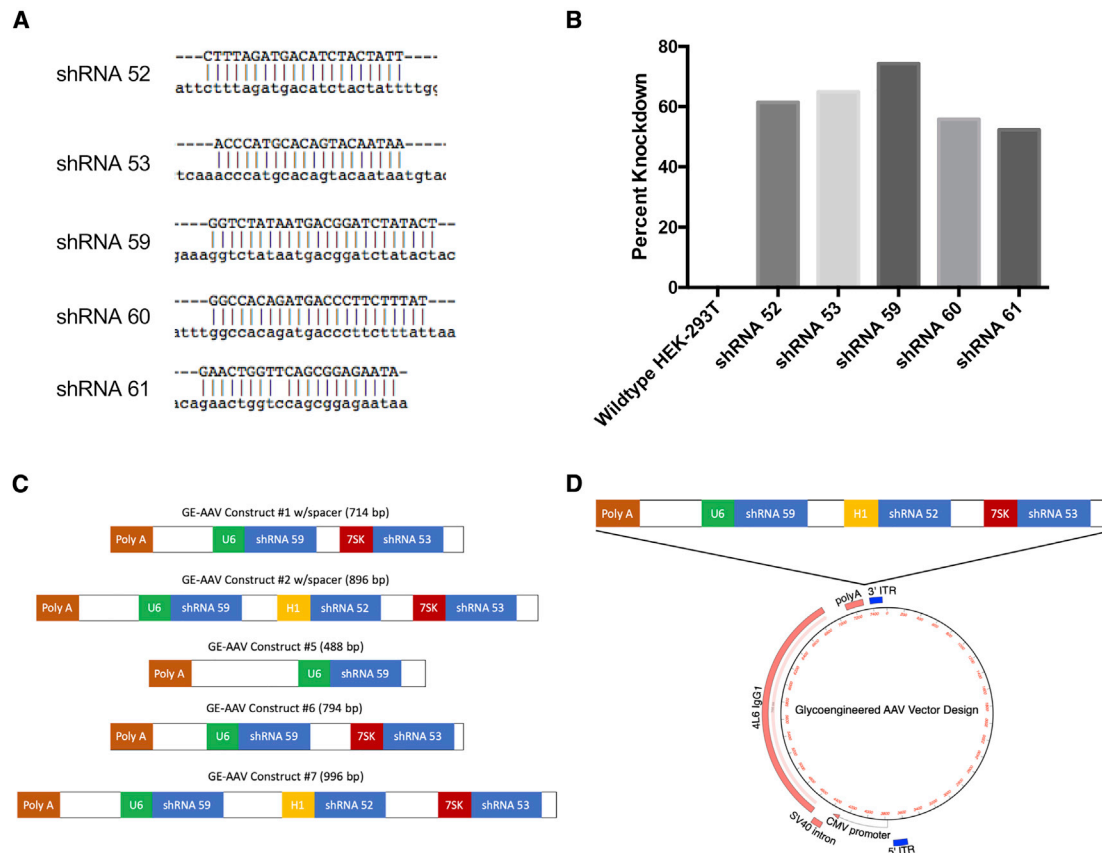 A
shRNA 52
----CTTTAGATGACATCTACTATT----
attctttagatgacatctactattttgg
shRNA 53
----ACCCATGCACAGTACAATAA----
tcaaacccatgcacagtacaataatgtac
shRNA 59
----GGTCTATAATGACGGATCTATACT--
gaaaggtctataatgacggatctatactac
shRNA 60
----GGCCACAGATGACCCTTCTTTAT--
atttggccacagatgacccttctttattaa
shRNA 61
---GAACTGGTTCAGCGGAGAATA-
acagaactggtccagcggagaataa
B
Percent Knockdown
80
60
40
20
0
Wildtype HEK-293T
shRNA 52
shRNA 53
shRNA 59
shRNA 60
shRNA 61
C
GE-AAV Construct #1 w/spacer (714 bp)
Poly A U6 shRNA 59 7SK shRNA 53
GE-AAV Construct #2 w/spacer (896 bp)
Poly A U6 shRNA 59 H1 shRNA 52 7SK shRNA 53
GE-AAV Construct #5 (488 bp)
Poly A U6 shRNA 59
GE-AAV Construct #6 (794 bp)
Poly A U6 shRNA 59 7SK shRNA 53
GE-AAV Construct #7 (996 bp)
Poly A U6 shRNA 59 H1 shRNA 52 7SK shRNA 53
D
Poly A U6 shRNA 59 H1 shRNA 52 7SK shRNA 53
polyA
3' ITR
4L6 IgG1
Glycoengineered AAV Vector Design
SV40 intron
CMV promoter
5' ITR